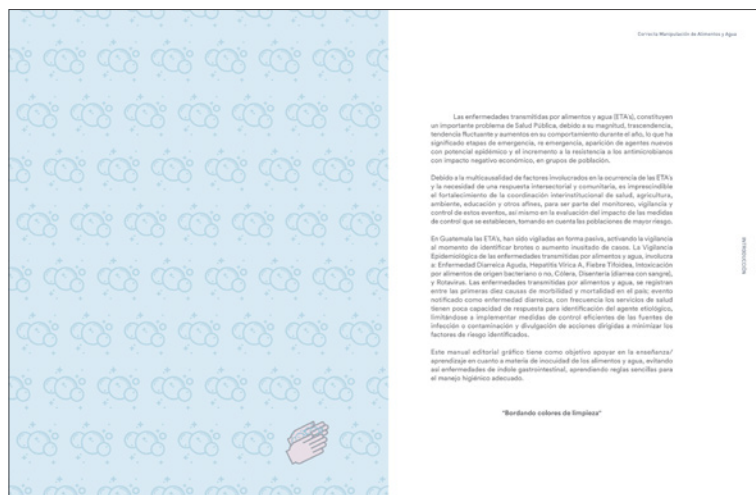 Correcta Manipulación de Alimentos y Agua
Las enfermedades transmitidas por alimentos y agua (ETA's), constituyen
un importante problema de Salud Pública, debido a su magnitud, trascendencia,
tendencia fluctuante y aumentos en su comportamiento durante el año, lo que ha
significado etapas de emergencia, re emergencia, aparición de agentes nuevos
con potencial epidémico y el incremento a la resistencia a los antimicrobianos
con impacto negativo económico, en grupos de población.
Debido a la multicausalidad de factores involucrados en la ocurrencia de las ETA's
y la necesidad de una respuesta intersectorial y comunitaria, es imprescindible
el fortalecimiento de la coordinación interinstitucional de salud, agricultura,
ambiente, educación y otros afines, para ser parte del monitoreo, vigilancia y
control de estos eventos, así mismo en la evaluación del impacto de las medidas
de control que se establecen, tomando en cuenta las poblaciones de mayor riesgo.
En Guatemala las ETA's, han sido vigiladas en forma pasiva, activando la vigilancia
al momento de identificar brotes o aumento inusitado de casos. La Vigilancia
Epidemiológica de las enfermedades transmitidas por alimentos y agua, involucra
a: Enfermedad Diarreica Aguda, Hepatitis Vírica A, Fiebre Tifoidea, Intoxicación
por alimentos de origen bacteriano o no, Cólera, Disentería (diarrea con sangre),
y Rotavirus. Las enfermedades transmitidas por alimentos y agua, se registran
entre las primeras diez causas de morbilidad y mortalidad en el país; evento
notificado como enfermedad diarreica, con frecuencia los servicios de salud
tienen poca capacidad de respuesta para identificación del agente etiológico,
limitándose a implementar medidas de control eficientes de las fuentes de
infección o contaminación y divulgación de acciones dirigidas a minimizar los
factores de riesgo identificados.
Este manual editorial gráfico tiene como objetivo apoyar en la enseñanza/
aprendizaje en cuanto a materia de inocuidad de los alimentos y agua, evitando
así enfermedades de índole gastrointestinal, aprendiendo reglas sencillas para
el manejo higiénico adecuado.
"Bordando colores de limpieza"
INTRODUCCIÓN